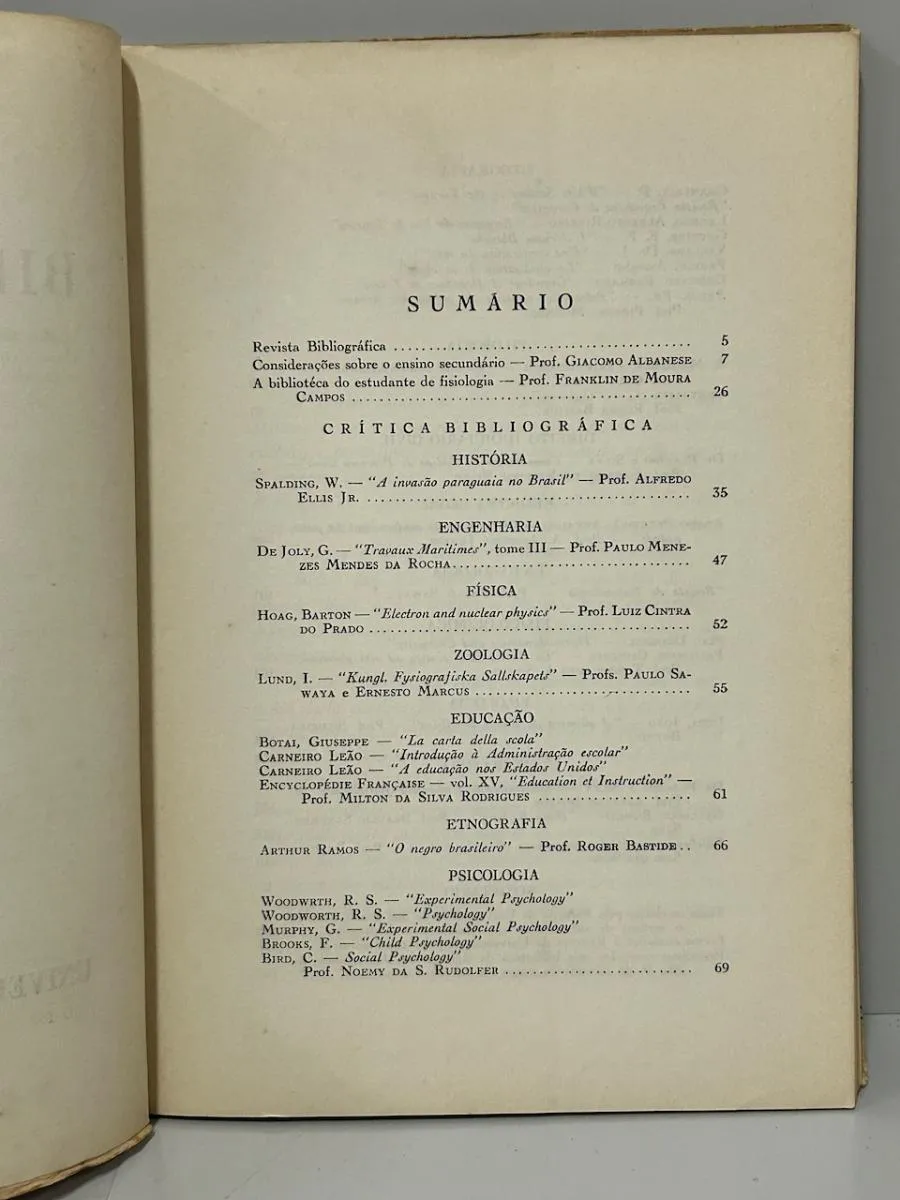 BI
SUMÁRIO
Revista Bibliográfica ........................................ 5
Considerações sobre o ensino secundário — Prof. GIACOMO ALBANESE 7
A bibliotéca do estudante de fisiologia — Prof. FRANKLIN DE MOURA
CAMPOS ........................................ 26
CRÍTICA BIBLIOGRÁFICA
HISTÓRIA
SPALDING, W. — "A invasão paraguaia no Brasil" — Prof. ALFREDO
ELLIS JR. ........................................ 35
ENGENHARIA
DE JOLY, G. — "Travaux Maritimes", tome III — Prof. PAULO MENE-
ZES MENDES DA ROCHA ........................................ 47
FÍSICA
HOAG, BARTON — "Electron and nuclear physics" — Prof. LUIZ CINTRA
DO PRADO ........................................ 52
ZOOLOGIA
LUND, I. — "Kungl. Fysiografiska Sallskapets" — Profs. PAULO SA-
WAYA e ERNESTO MARCUS ........................................ 55
EDUCAÇÃO
BOTAI, GIUSEPPE — "La carta della scola"
CARNEIRO LEÃO — "Introdução à Administração escolar"
CARNEIRO LEÃO — "A educação nos Estados Unidos"
ENCYCLOPÉDIE FRANÇAISE — vol. XV, "Education et Instruction" —
Prof. MILTON DA SILVA RODRIGUES ...................... 61
ETNOGRAFIA
ARTHUR RAMOS — "O negro brasileiro" — Prof. ROGER BASTIDE .. 66
PSICOLOGIA
WOODWRTH, R. S. — "Experimental Psychology"
WOODWORTH, R. S. — "Psychology"
MURPHY, G. — "Experimental Social Psychology"
BROOKS, F. — "Child Psychology"
BIRD, C. — Social Psychology"
Prof. NOEMY DA S. RUDOLFER ........................... 69